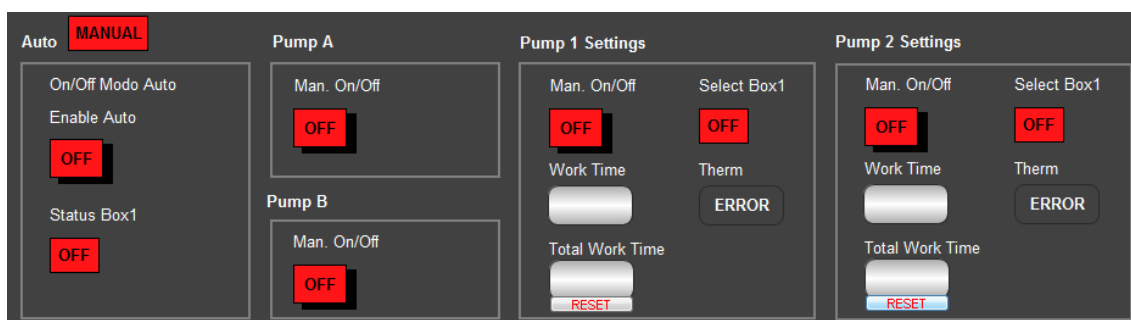 Auto MANUAL
On/Off Modo Auto
Enable Auto
OFF
Status Box1
OFF
Pump A
Man. On/Off
OFF
Pump B
Man. On/Off
OFF
Pump 1 Settings
Man. On/Off Select Box1
OFF OFF
Work Time Therm
ERROR
Total Work Time
RESET
Pump 2 Settings
Man. On/Off Select Box1
OFF OFF
Work Time Therm
ERROR
Total Work Time
RESET